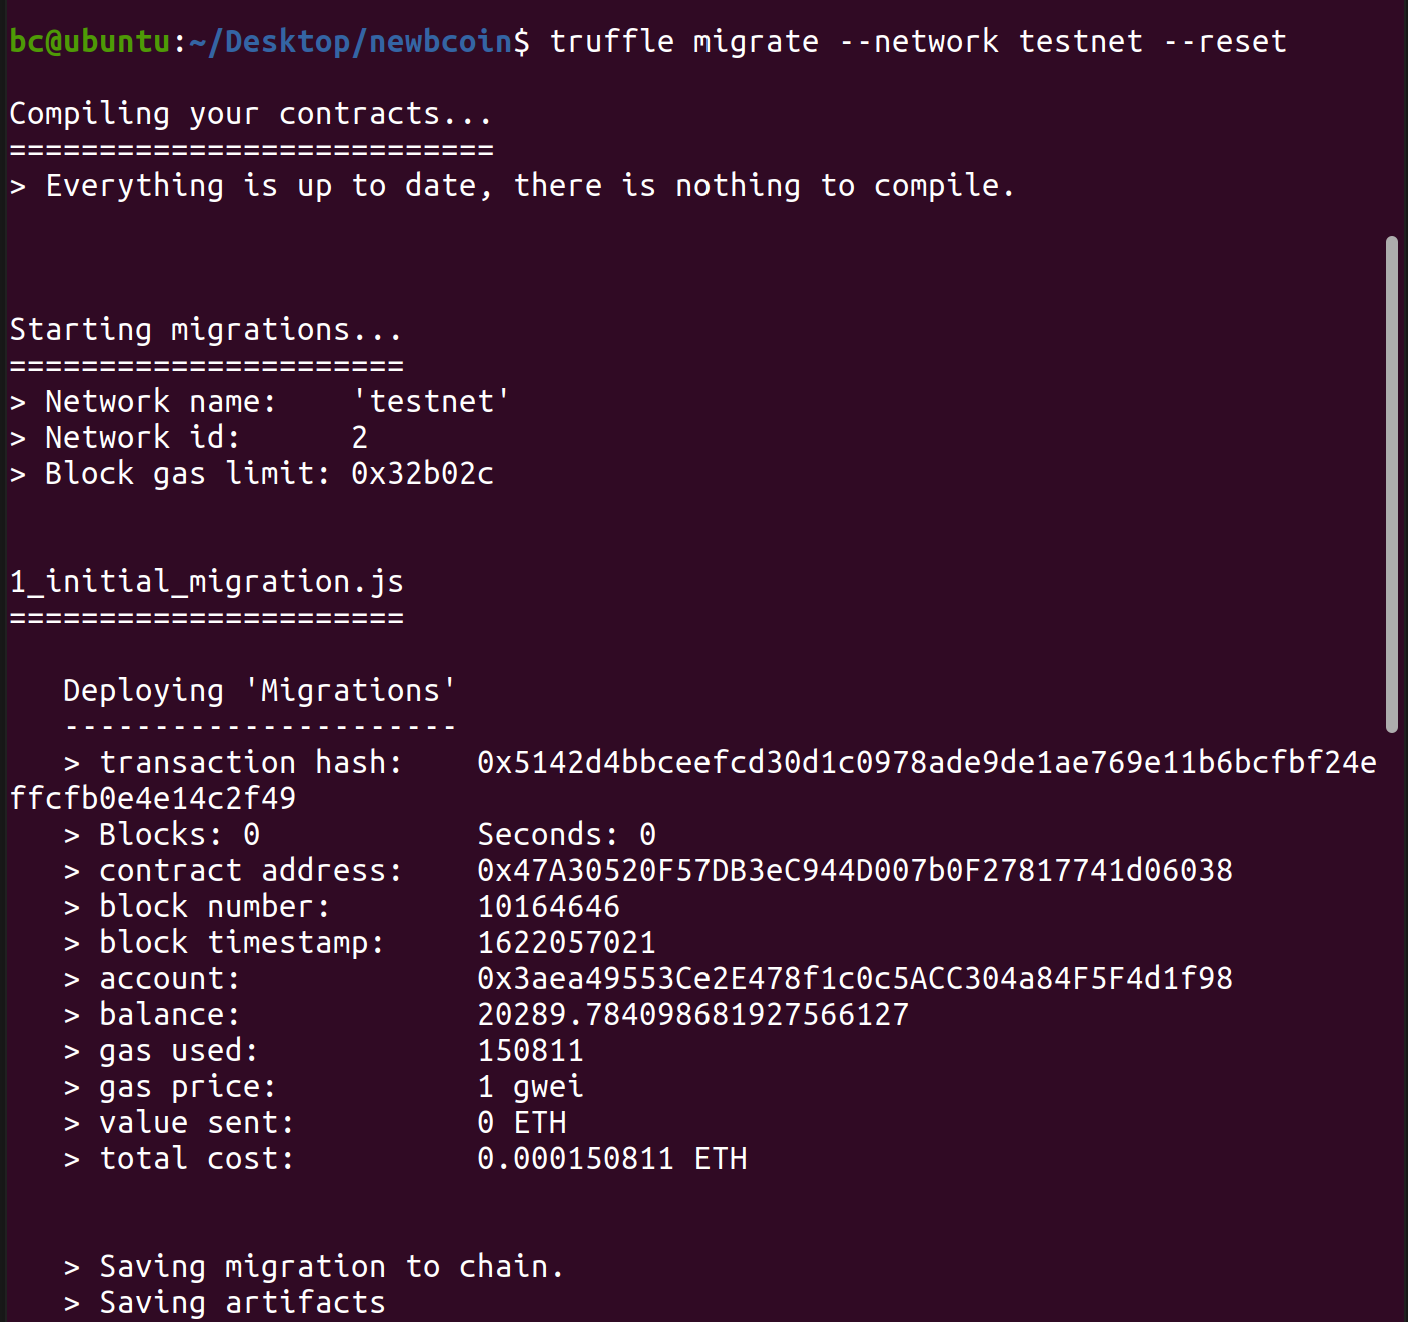 bc@ubuntu:~/Desktop/newbcoin$ truffle migrate --network testnet --reset
Compiling your contracts...
===========================
> Everything is up to date, there is nothing to compile.
Starting migrations...
======================
> Network name:    'testnet'
> Network id:      2
> Block gas limit: 0x32b02c
1_initial_migration.js
======================
   Deploying 'Migrations'
   ----------------------
   > transaction hash:    0x5142d4bbceefcd30d1c0978ade9de1ae769e11b6bcfbf24e
ffcfb0e4e14c2f49
   > Blocks: 0            Seconds: 0
   > contract address:    0x47A30520F57DB3eC944D007b0F27817741d06038
   > block number:        10164646
   > block timestamp:     1622057021
   > account:             0x3aea49553Ce2E478f1c0c5ACC304a84F5F4d1f98
   > balance:             20289.784098681927566127
   > gas used:            150811
   > gas price:           1 gwei
   > value sent:          0 ETH
   > total cost:          0.000150811 ETH
   > Saving migration to chain.
   > Saving artifacts